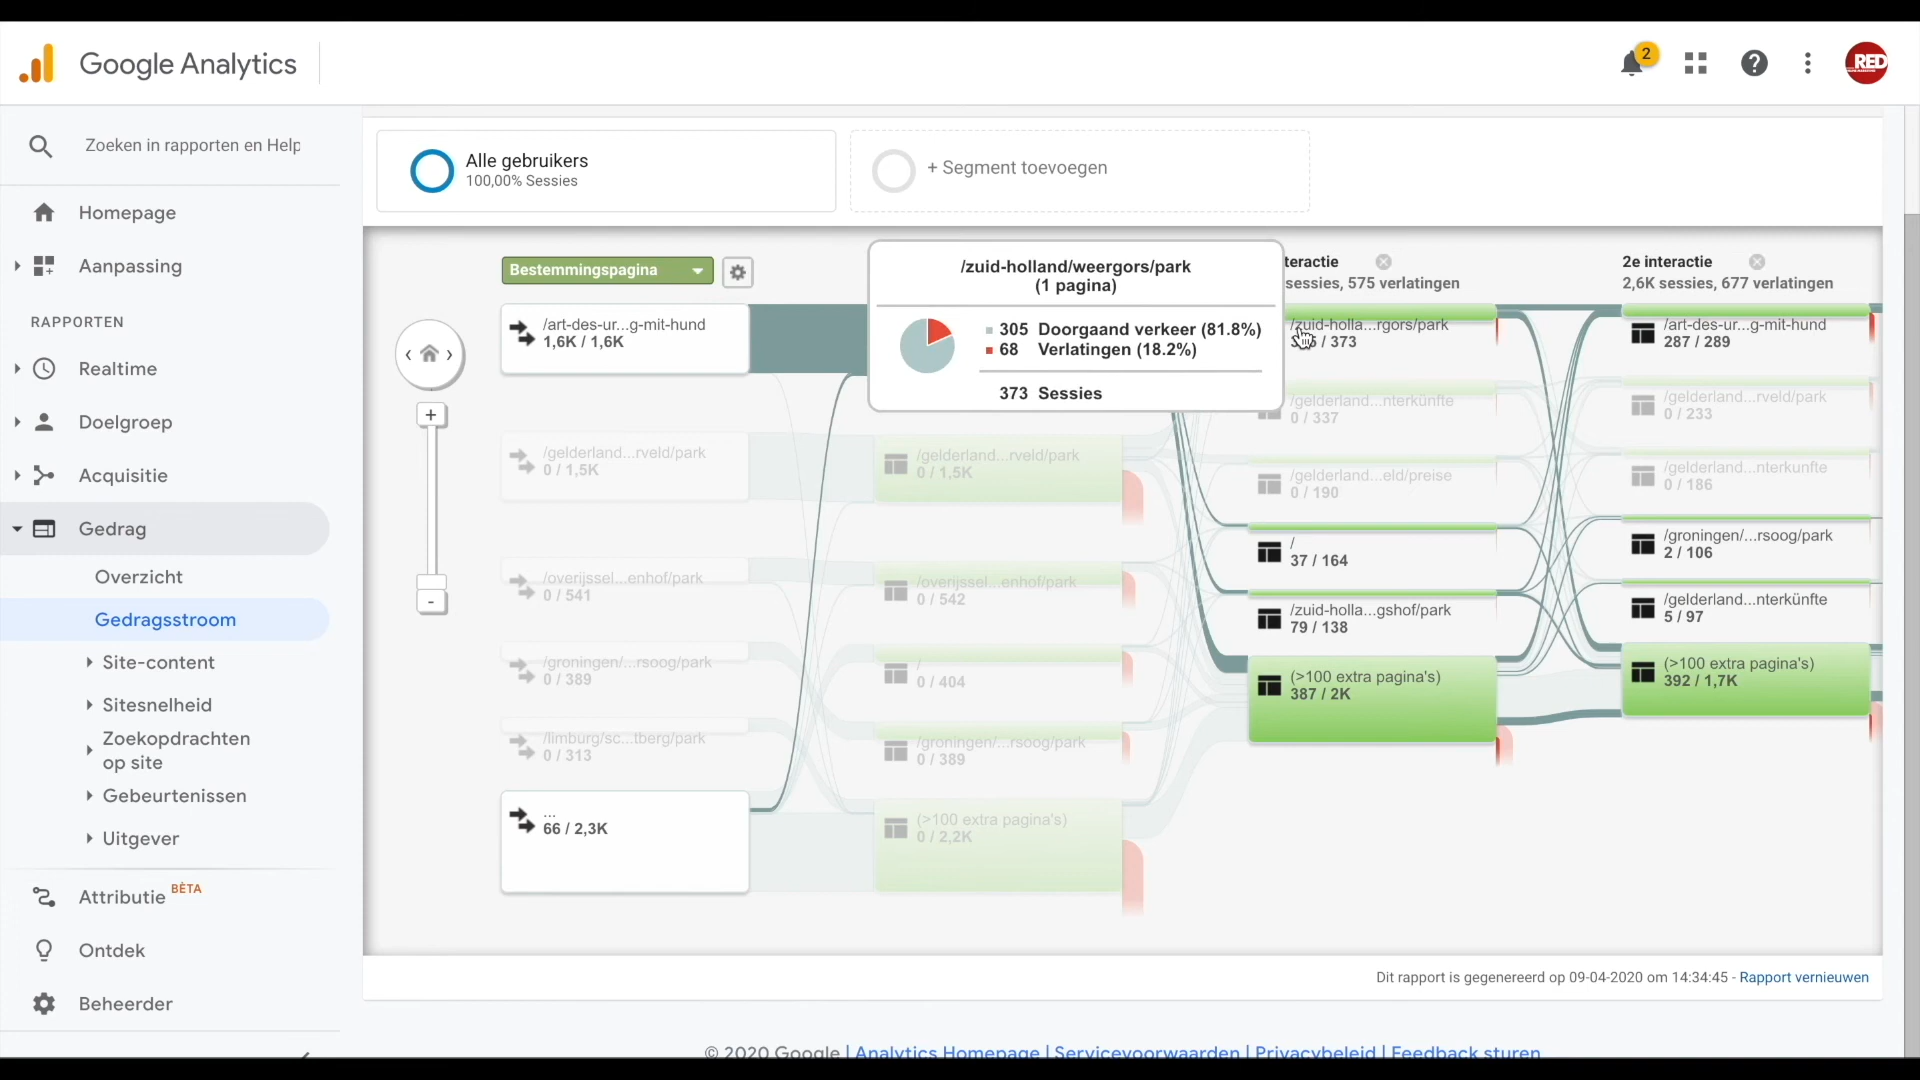 Google Analytics
2
RED
Zoeken in rapporten en Help
Homepage
Aanpassing
RAPPORTEN
Realtime
Doelgroep
Acquisitie
Gedrag
Overzicht
Gedragsstroom
Site-content
Sitesnelheid
Zoekopdrachten
op site
Gebeurtenissen
Uitgever
Attributie BÈTA
Ontdek
Beheerder
Alle gebruikers
100,00% Sessies
+ Segment toevoegen
Bestemmingspagina
+
-
/art-des-ur...g-mit-hund
1,6K / 1,6K
/gelderland...rveld/park
0 / 1,5K
/overijssel...enhof/park
0 / 541
/groningen/...rsoog/park
0 / 389
/limburg/sc...tberg/park
0 / 313
...
66 / 2,3K
/zuid-holland/weergors/park
(1 pagina)
305 Doorgaand verkeer (81.8%)
68 Verlatingen (18.2%)
373 Sessies
/gelderland...rveld/park
0 / 1,5K
/overijssel...enhof/park
0 / 542
/
0 / 404
/groningen/...rsoog/park
0 / 389
(>100 extra pagina's)
0 / 2,2K
teractie
sessies, 575 verlatingen
/zuid-holla...rgors/park
/ 373
/gelderland...nterkünfte
0 / 337
/gelderland...eld/preise
0 / 190
/
37 / 164
/zuid-holla...gshof/park
79 / 138
(>100 extra pagina's)
387 / 2K
2e interactie
2,6K sessies, 677 verlatingen
/art-des-ur...g-mit-hund
287 / 289
/gelderland...rveld/park
0 / 233
/gelderland...nterkunfte
0 / 186
/groningen/...rsoog/park
2 / 106
/gelderland...nterkünfte
5 / 97
(>100 extra pagina's)
392 / 1,7K
Dit rapport is gegenereerd op 09-04-2020 om 14:34:45 - Rapport vernieuwen
© 2020 Google | Analytics Homepage | Servicevoorwaarden | Privacybeleid | Feedback sturen